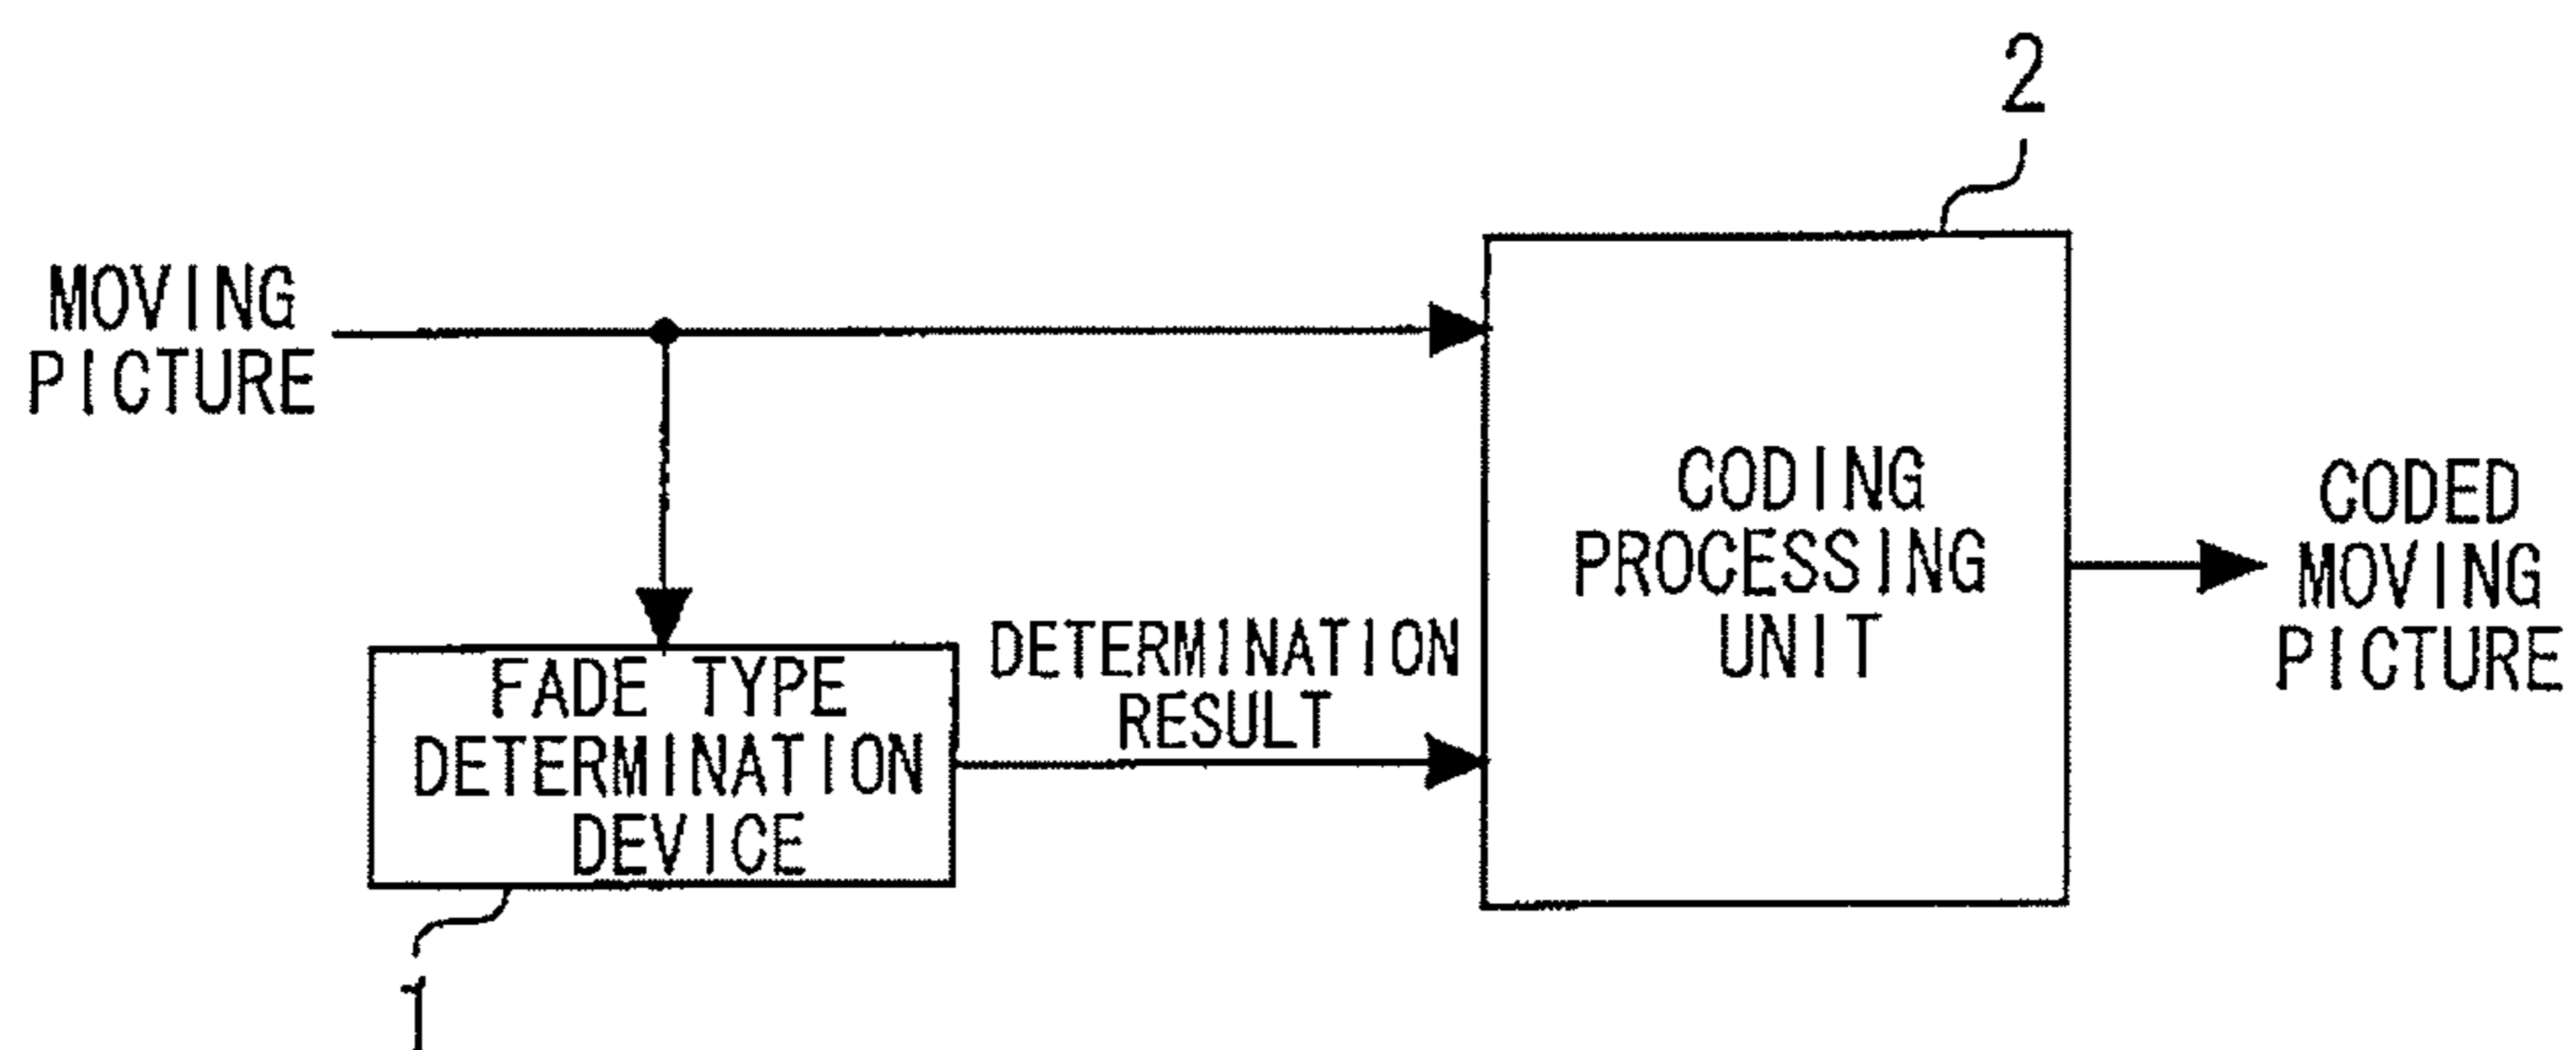 2
MOVING
PICTURE
CODING
PROCESSING
UNIT
CODED
MOVING
PICTURE
DETERMINATION
RESULT
FADE TYPE
DETERMINATION
DEVICE
1